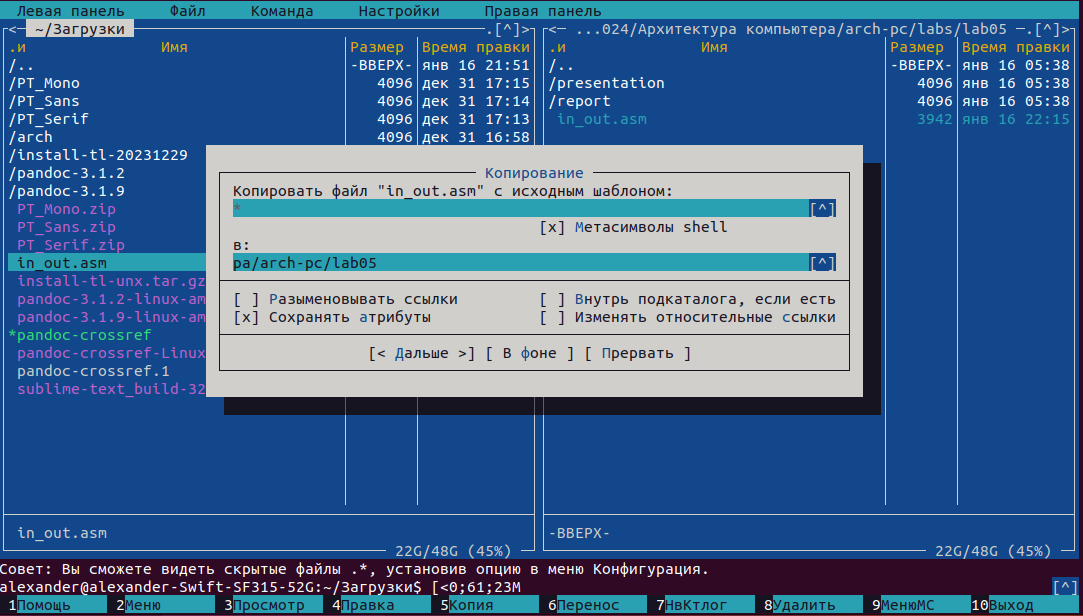 Левая панель Файл Команда Настройки Правая панель
<─ ~/Загрузки .[^]> <─ ...024/Архитектура компьютера/arch-pc/labs/lab05 ─.[^]>
.и Имя Размер Время правки .и Имя Размер Время правки
/.. -ВВЕРХ- янв 16 21:51 /.. -ВВЕРХ- янв 16 05:38
/PT_Mono 4096 дек 31 17:15 /presentation 4096 янв 16 05:38
/PT_Sans 4096 дек 31 17:14 /report 4096 янв 16 05:38
/PT_Serif 4096 дек 31 17:13 in_out.asm 3942 янв 16 22:15
/arch 4096 дек 31 16:58
/install-tl-20231229
/pandoc-3.1.2 Копирование
/pandoc-3.1.9 Копировать файл "in_out.asm" с исходным шаблоном:
PT_Mono.zip * [^]
PT_Sans.zip [x] Метасимволы shell
PT_Serif.zip в:
in_out.asm ра/arch-pc/lab05 [^]
install-tl-unx.tar.gz
pandoc-3.1.2-linux-am [ ] Разыменовывать ссылки [ ] Внутрь подкаталога, если есть
pandoc-3.1.9-linux-am [x] Сохранять атрибуты [ ] Изменять относительные ссылки
*pandoc-crossref
pandoc-crossref-Linux [< Дальше >] [ В фоне ] [ Прервать ]
pandoc-crossref.1
sublime-text_build-32
in_out.asm -ВВЕРХ-
22G/48G (45%) 22G/48G (45%)
Совет: Вы сможете видеть скрытые файлы .*, установив опцию в меню Конфигурация.
alexander@alexander-Swift-SF315-52G:~/Загрузки$ [<0;61;23M [^]
1Помощь 2Меню 3Просмотр 4Правка 5Копия 6Перенос 7НвКтлог 8Удалить 9МенюMC 10Выход